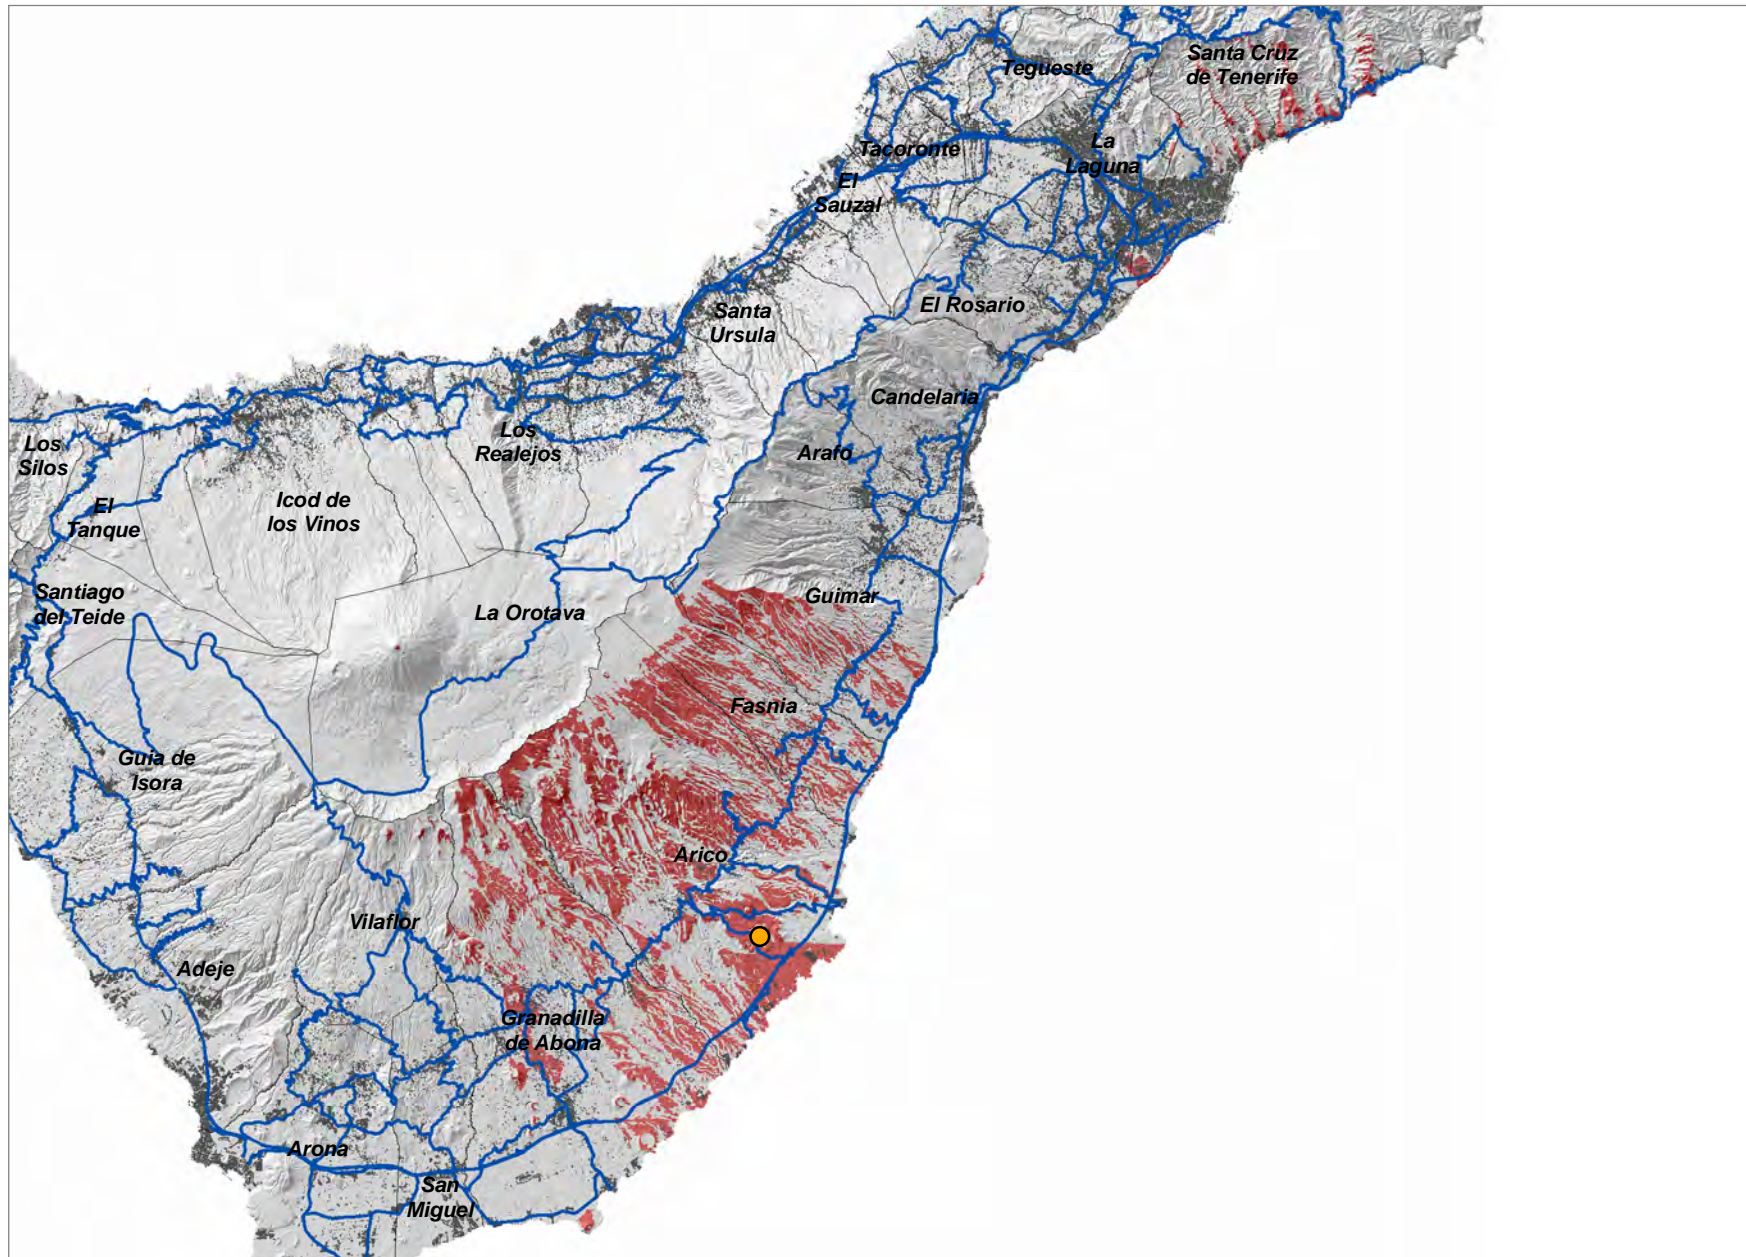 Santa Cruz
de Tenerife
Tegueste
La
Laguna
Tacoronte
El
Sauzal
El Rosario
Santa
Ursula
Candelaria
Los
Silos
Los
Realejos
Arafo
Icod de
los Vinos
El
Tanque
Santiago
del Teide
La Orotava
Guimar
Fasnia
Guia de
Isora
Arico
Vilaflor
Adeje
Granadilla
de Abona
Arona
San
Miguel